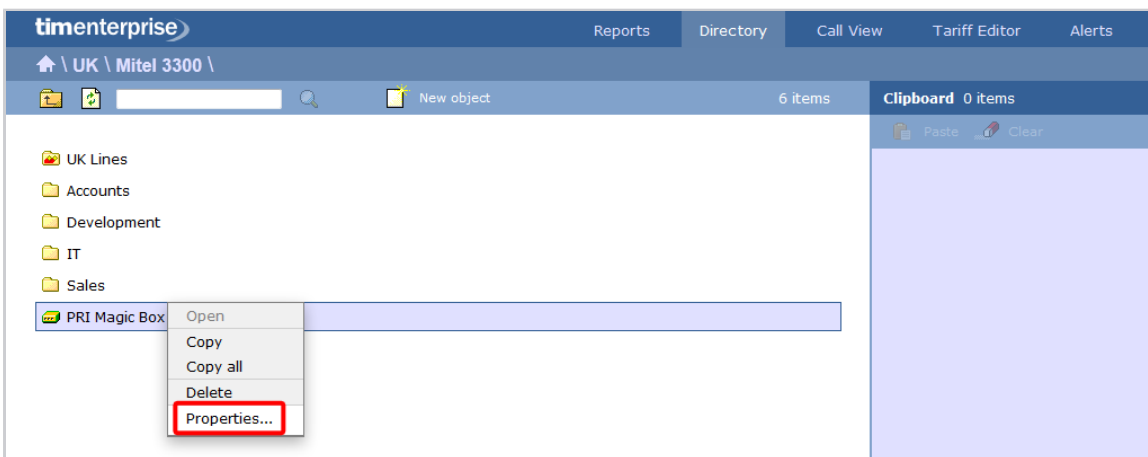 timenterprise
Reports Directory Call View Tariff Editor Alerts
\ UK \ Mitel 3300 \
New object 6 items Clipboard 0 items
Paste Clear
UK Lines
Accounts
Development
IT
Sales
PRI Magic Box Open
Copy
Copy all
Delete
Properties...